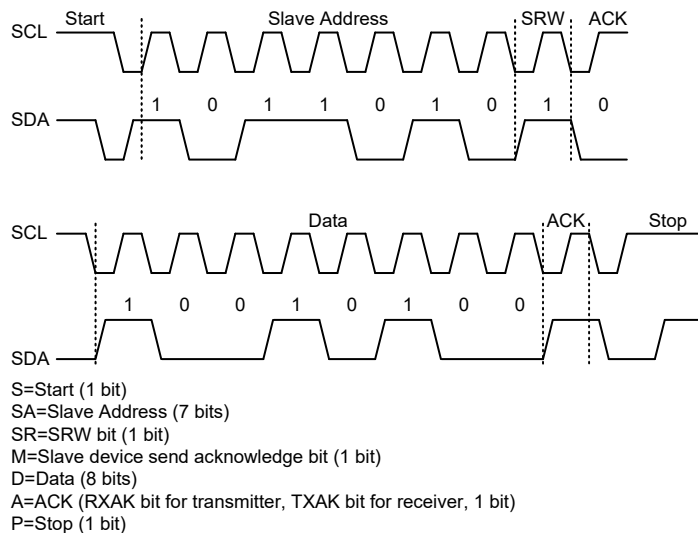 Start Slave Address SRW ACK
SCL
1 0 1 1 0 1 0 1 0
SDA
Data ACK Stop
SCL
1 0 0 1 0 1 0 0
SDA
S=Start (1 bit)
SA=Slave Address (7 bits)
SR=SRW bit (1 bit)
M=Slave device send acknowledge bit (1 bit)
D=Data (8 bits)
A=ACK (RXAK bit for transmitter, TXAK bit for receiver, 1 bit)
P=Stop (1 bit)